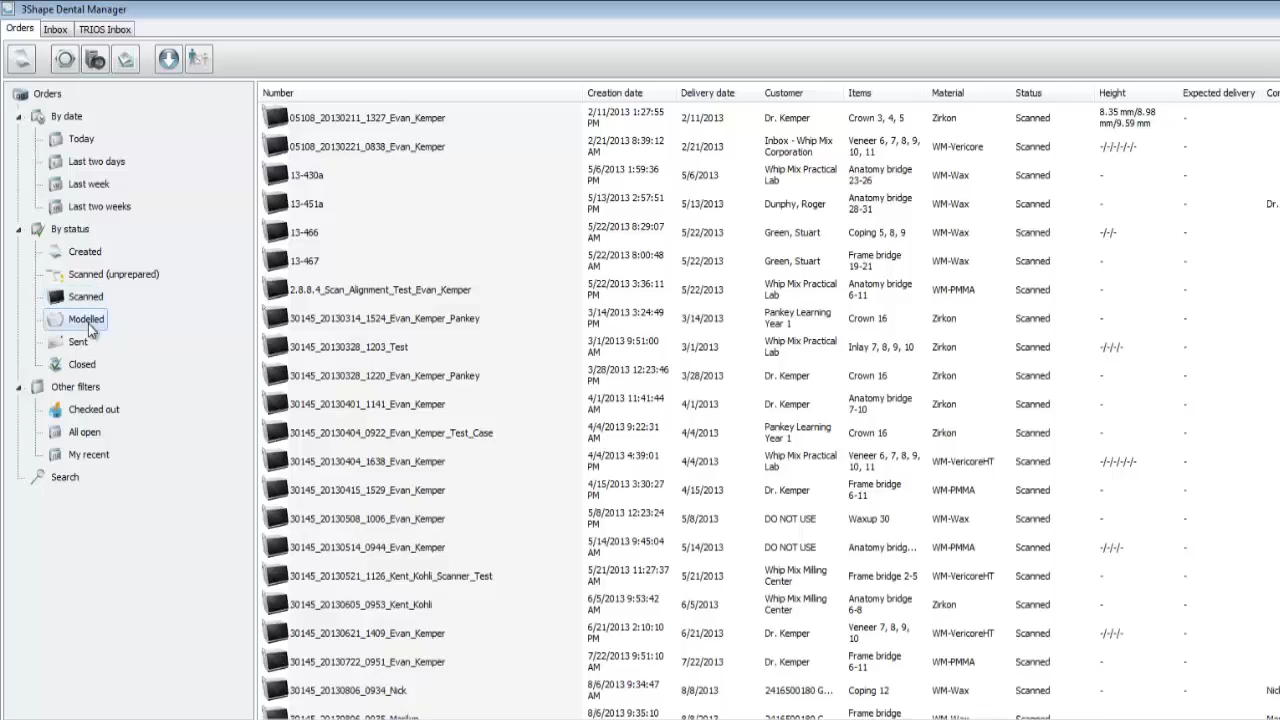 3Shape Dental Manager
Orders Inbox TRIOS Inbox
Orders
By date
Today
Last two days
Last week
Last two weeks
By status
Created
Scanned (unprepared)
Scanned
Modelled
Sent
Closed
Other filters
Checked out
All open
My recent
Search
Number Creation date Delivery date Customer Items Material Status Height Expected delivery
05108_20130211_1327_Evan_Kemper 2/11/2013 1:27:55 PM 2/11/2013 Dr. Kemper Crown 3, 4, 5 Zirkon Scanned 8.35 mm/8.98 mm/9.59 mm -
05108_20130221_0838_Evan_Kemper 2/21/2013 8:39:12 AM 2/21/2013 Inbox - Whip Mix Corporation Veneer 6, 7, 8, 9, 10, 11 WM-Vericore Scanned -/-/-/-/-/- -
13-430a 5/6/2013 1:59:36 PM 5/6/2013 Whip Mix Practical Lab Anatomy bridge 23-26 WM-Wax Scanned - -
13-451a 5/13/2013 2:57:51 PM 5/13/2013 Dunphy, Roger Anatomy bridge 28-31 WM-Wax Scanned - - Dr.
13-466 5/22/2013 8:29:07 AM 5/22/2013 Green, Stuart Coping 5, 8, 9 WM-Wax Scanned -/-/- -
13-467 5/22/2013 8:00:48 AM 5/22/2013 Green, Stuart Frame bridge 19-21 WM-Wax Scanned - -
2.8.8.4_Scan_Alignment_Test_Evan_Kemper 5/22/2013 3:36:11 PM 5/22/2013 Whip Mix Practical Lab Anatomy bridge 6-11 WM-PMMA Scanned - -
30145_20130314_1524_Evan_Kemper_Pankey 3/14/2013 3:24:49 PM 3/14/2013 Pankey Learning Year 1 Crown 16 Zirkon Scanned - -
30145_20130328_1203_Test 3/1/2013 9:51:00 AM 3/1/2013 Whip Mix Practical Lab Inlay 7, 8, 9, 10 Zirkon Scanned -/-/-/- -
30145_20130328_1220_Evan_Kemper_Pankey 3/28/2013 12:23:46 PM 3/28/2013 Dr. Kemper Crown 16 Zirkon Scanned - -
30145_20130401_1141_Evan_Kemper 4/1/2013 11:41:44 AM 4/1/2013 Dr. Kemper Anatomy bridge 7-10 Zirkon Scanned - -
30145_20130404_0922_Evan_Kemper_Test_Case 4/4/2013 9:22:31 AM 4/4/2013 Pankey Learning Year 1 Crown 16 Zirkon Scanned - -
30145_20130404_1638_Evan_Kemper 4/4/2013 4:39:01 PM 4/4/2013 Whip Mix Practical Lab Veneer 6, 7, 8, 9, 10, 11 WM-VericoreHT Scanned -/-/-/-/-/- -
30145_20130415_1529_Evan_Kemper 4/15/2013 3:30:27 PM 4/15/2013 Dr. Kemper Frame bridge 6-11 WM-PMMA Scanned - -
30145_20130508_1006_Evan_Kemper 5/8/2013 12:23:24 PM 5/8/2013 DO NOT USE Waxup 30 WM-Wax Scanned - -
30145_20130514_0944_Evan_Kemper 5/14/2013 9:45:04 AM 5/14/2013 DO NOT USE Anatomy bridg... WM-PMMA Scanned -/-/- -
30145_20130521_1126_Kent_Kohli_Scanner_Test 5/21/2013 11:27:37 AM 5/21/2013 Whip Mix Milling Center Frame bridge 2-5 WM-VericoreHT Scanned - -
30145_20130605_0953_Kent_Kohli 6/5/2013 9:53:42 AM 6/5/2013 Whip Mix Milling Center Anatomy bridge 6-8 Zirkon Scanned - -
30145_20130621_1409_Evan_Kemper 6/21/2013 2:10:10 PM 6/21/2013 Dr. Kemper Veneer 7, 8, 9, 10 WM-VericoreHT Scanned -/-/-/- -
30145_20130722_0951_Evan_Kemper 7/22/2013 9:51:10 AM 7/22/2013 Dr. Kemper Frame bridge 6-11 WM-PMMA Scanned - -
30145_20130806_0934_Nick 8/6/2013 9:34:47 AM 8/8/2013 2416500180 G... Coping 12 WM-Wax Scanned - - Nick
8/6/2013 9:35:10